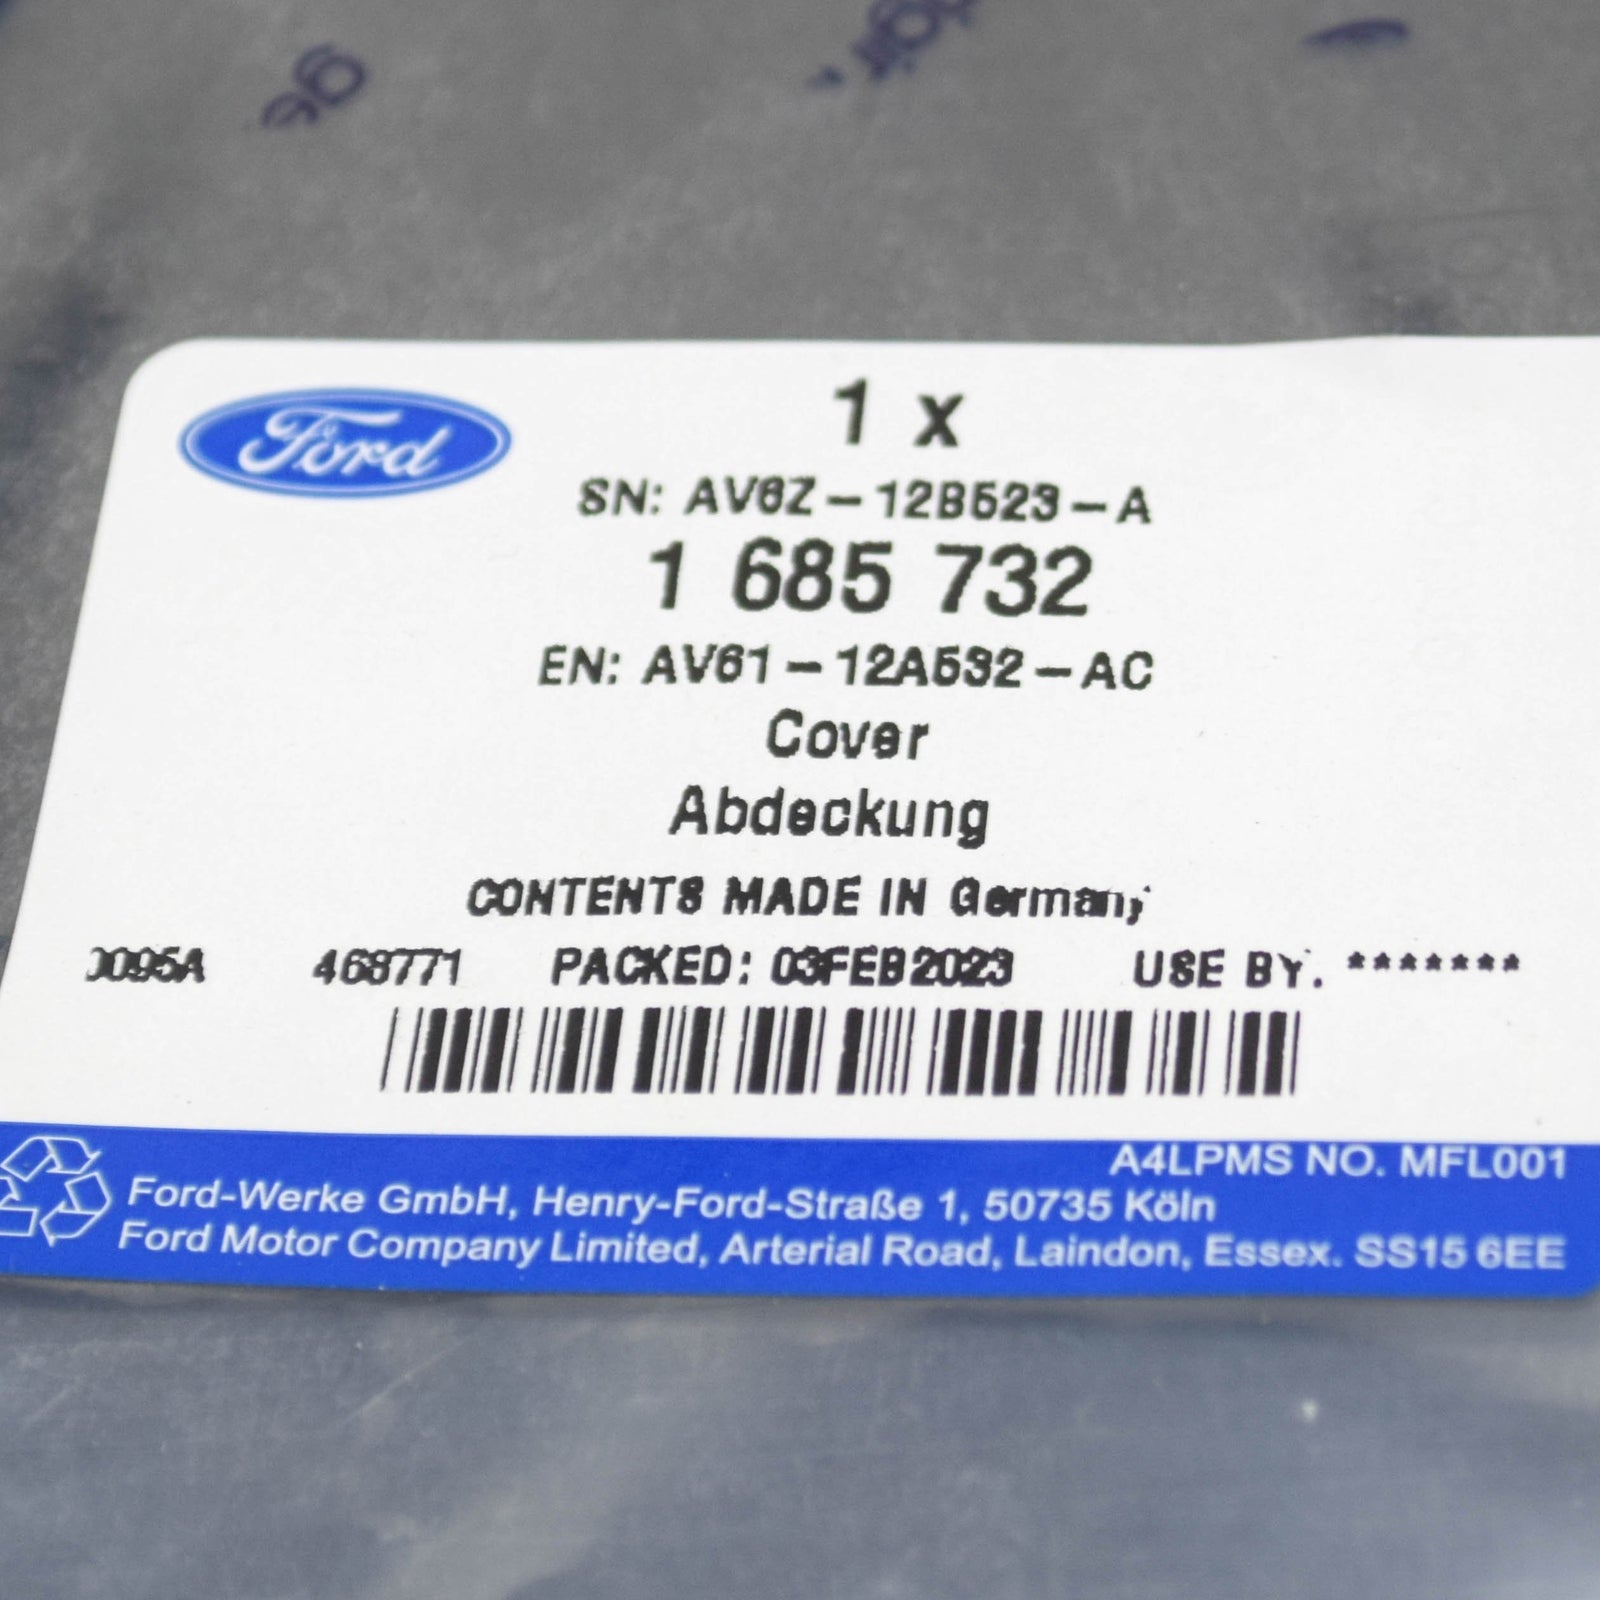 Ford
1 x
SN: AV6Z-12B523-A
1 685 732
EN: AV61-12A532-AC
Cover
Abdeckung
CONTENTS MADE IN Germany
468771 PACKED: 03FEB2023 USE BY. *******
A4LPMS NO. MFL001
Ford-Werke GmbH, Henry-Ford-Straße 1, 50735 Köln
Ford Motor Company Limited, Arterial Road, Laindon, Essex. SS15 6EE